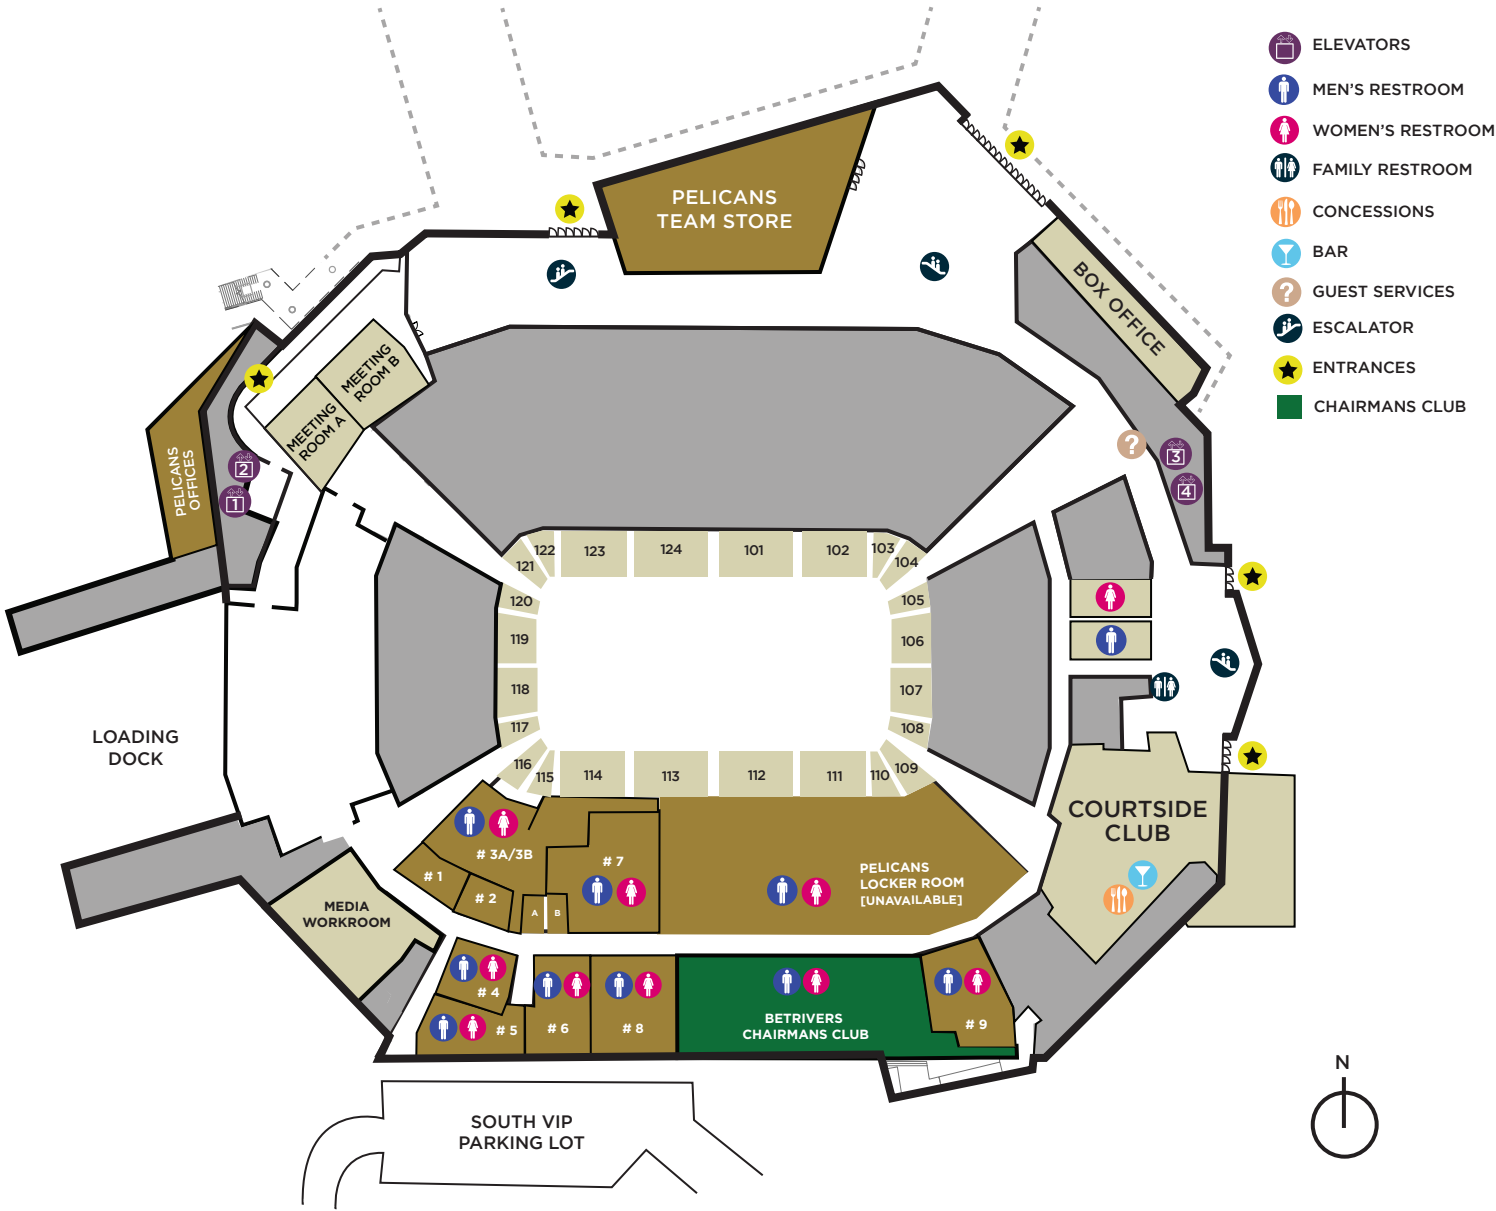 ELEVATORS
MEN'S RESTROOM
WOMEN'S RESTROOM
FAMILY RESTROOM
CONCESSIONS
BAR
?
GUEST SERVICES
ESCALATOR
ENTRANCES
CHAIRMANS CLUB
PELICANS
TEAM STORE
BOX OFFICE
MEETING
ROOM B
MEETING
ROOM A
PELICANS
OFFICES
2
1
?
3
4
121
122
123
124
101
102
103
104
120
105
119
106
118
107
117
108
116
115
114
113
112
111
110
109
LOADING
DOCK
COURTSIDE
CLUB
# 3A/3B
# 1
# 2
# 7
A
B
PELICANS
LOCKER ROOM
[UNAVAILABLE]
MEDIA
WORKROOM
# 4
# 5
# 6
# 8
BETRIVERS
CHAIRMANS CLUB
# 9
SOUTH VIP
PARKING LOT
N